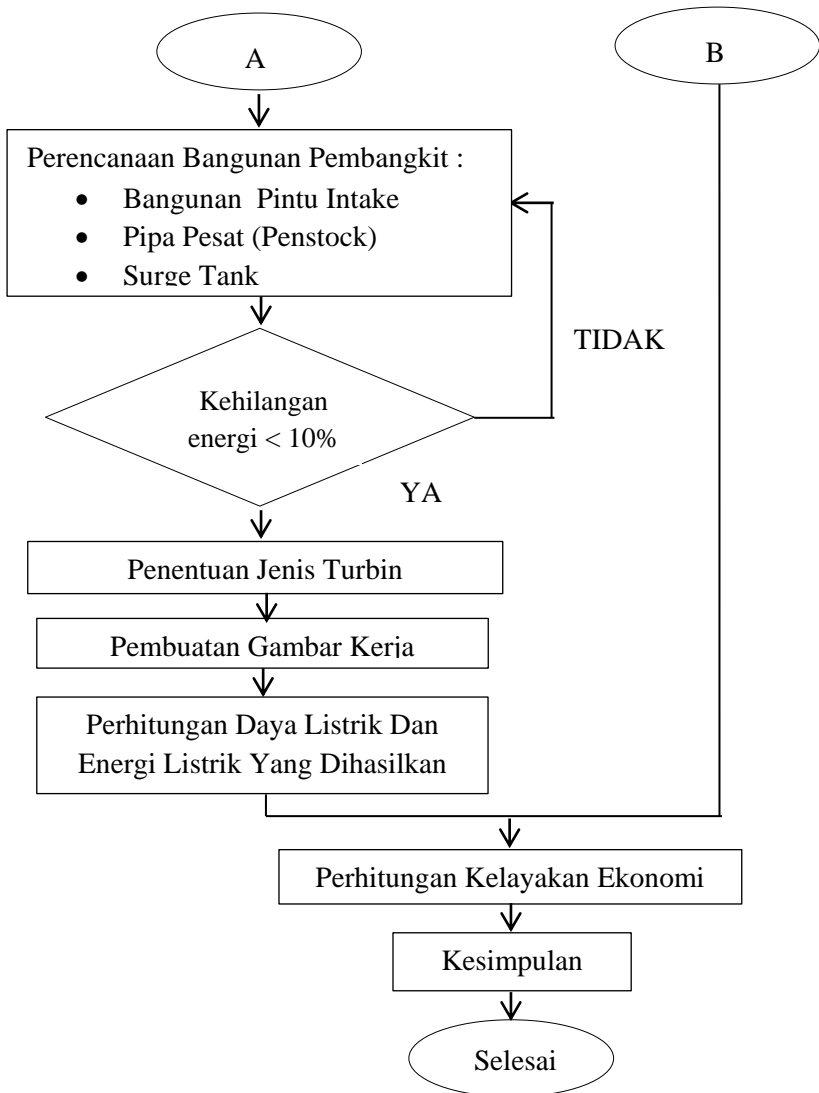 A
B
Perencanaan Bangunan Pembangkit :
• Bangunan Pintu Intake
• Pipa Pesat (Penstock)
• Surge Tank
TIDAK
Kehilangan
energi < 10%
YA
Penentuan Jenis Turbin
Pembuatan Gambar Kerja
Perhitungan Daya Listrik Dan
Energi Listrik Yang Dihasilkan
Perhitungan Kelayakan Ekonomi
Kesimpulan
Selesai